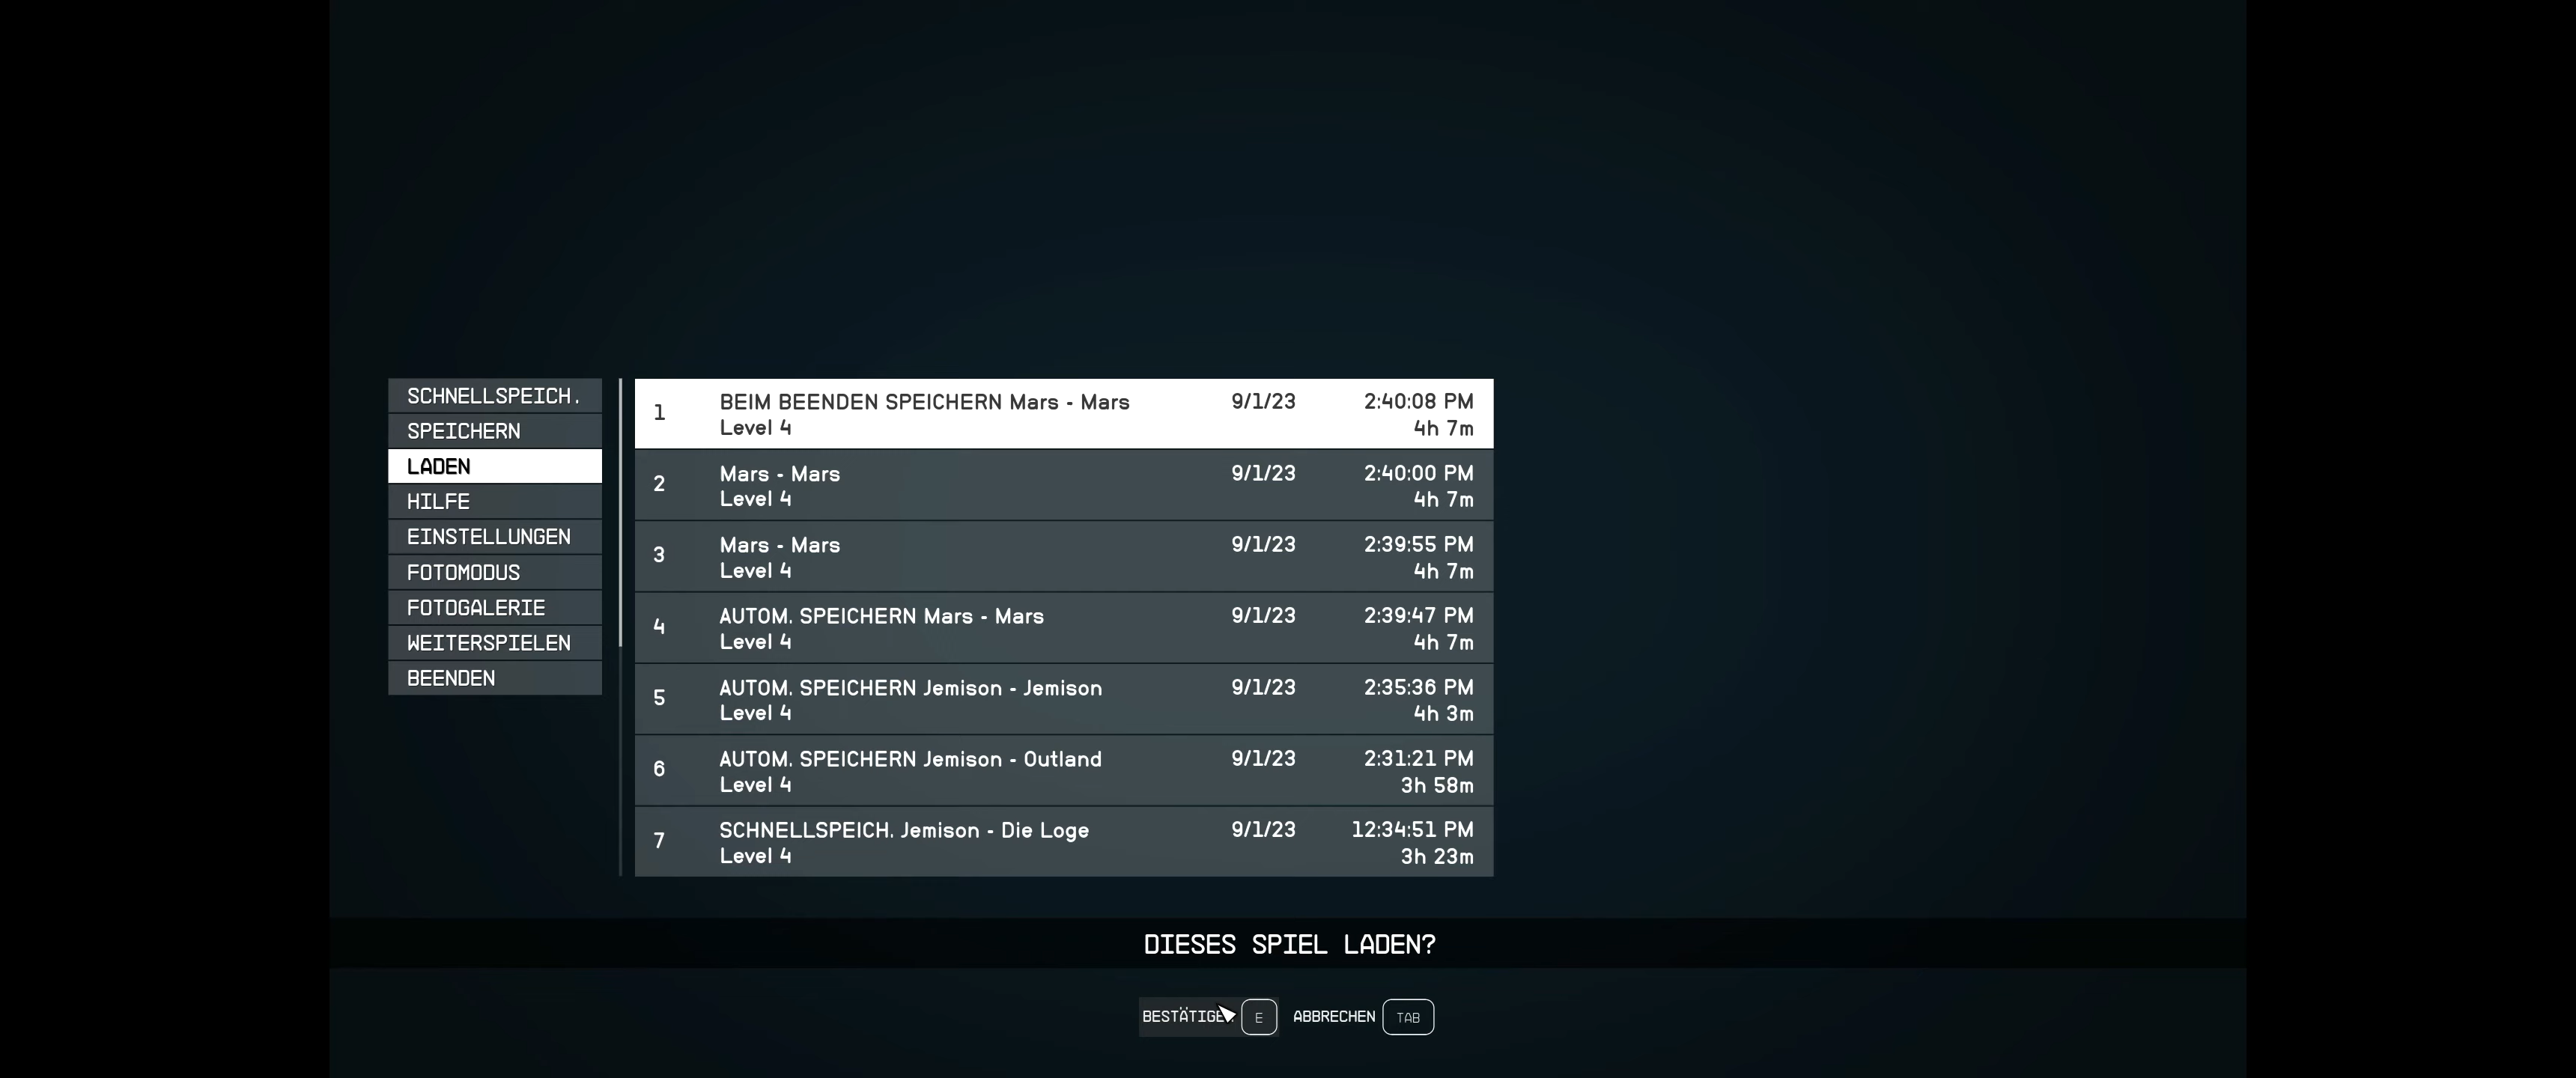 SCHNELLSPEICH.
SPEICHERN
LADEN
HILFE
EINSTELLUNGEN
FOTOMODUS
FOTOGALERIE
WEITERSPIELEN
BEENDEN
1 BEIM BEENDEN SPEICHERN Mars - Mars 9/1/23 2:40:08 PM
Level 4 4h 7m
2 Mars - Mars 9/1/23 2:40:00 PM
Level 4 4h 7m
3 Mars - Mars 9/1/23 2:39:55 PM
Level 4 4h 7m
4 AUTOM. SPEICHERN Mars - Mars 9/1/23 2:39:47 PM
Level 4 4h 7m
5 AUTOM. SPEICHERN Jemison - Jemison 9/1/23 2:35:36 PM
Level 4 4h 3m
6 AUTOM. SPEICHERN Jemison - Outland 9/1/23 2:31:21 PM
Level 4 3h 58m
7 SCHNELLSPEICH. Jemison - Die Loge 9/1/23 12:34:51 PM
Level 4 3h 23m
DIESES SPIEL LADEN?
BESTÄTIGEN E ABBRECHEN TAB